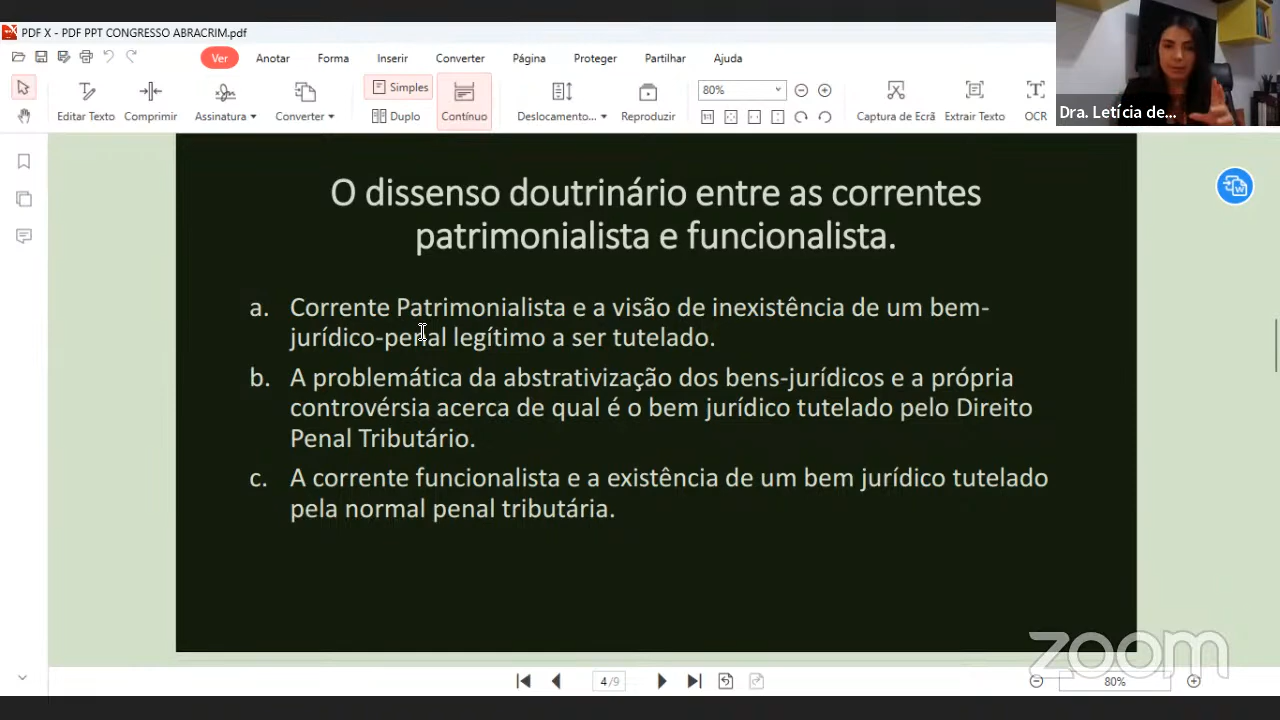 PDF X - PDF PPT CONGRESSO ABRACRIM.pdf
Ver Anotar Forma Inserir Converter Página Proteger Partilhar Ajuda
Editar Texto Comprimir Assinatura Converter Simples Duplo Contínuo Deslocamento... Reproduzir 80% Captura de Ecrã Extrair Texto OCR
Dra. Letícia de...
O dissenso doutrinário entre as correntes
patrimonialista e funcionalista.
a. Corrente Patrimonialista e a visão de inexistência de um bem-
jurídico-penal legítimo a ser tutelado.
b. A problemática da abstrativização dos bens-jurídicos e a própria
controvérsia acerca de qual é o bem jurídico tutelado pelo Direito
Penal Tributário.
c. A corrente funcionalista e a existência de um bem jurídico tutelado
pela normal penal tributária.
zoom
4/9 80%